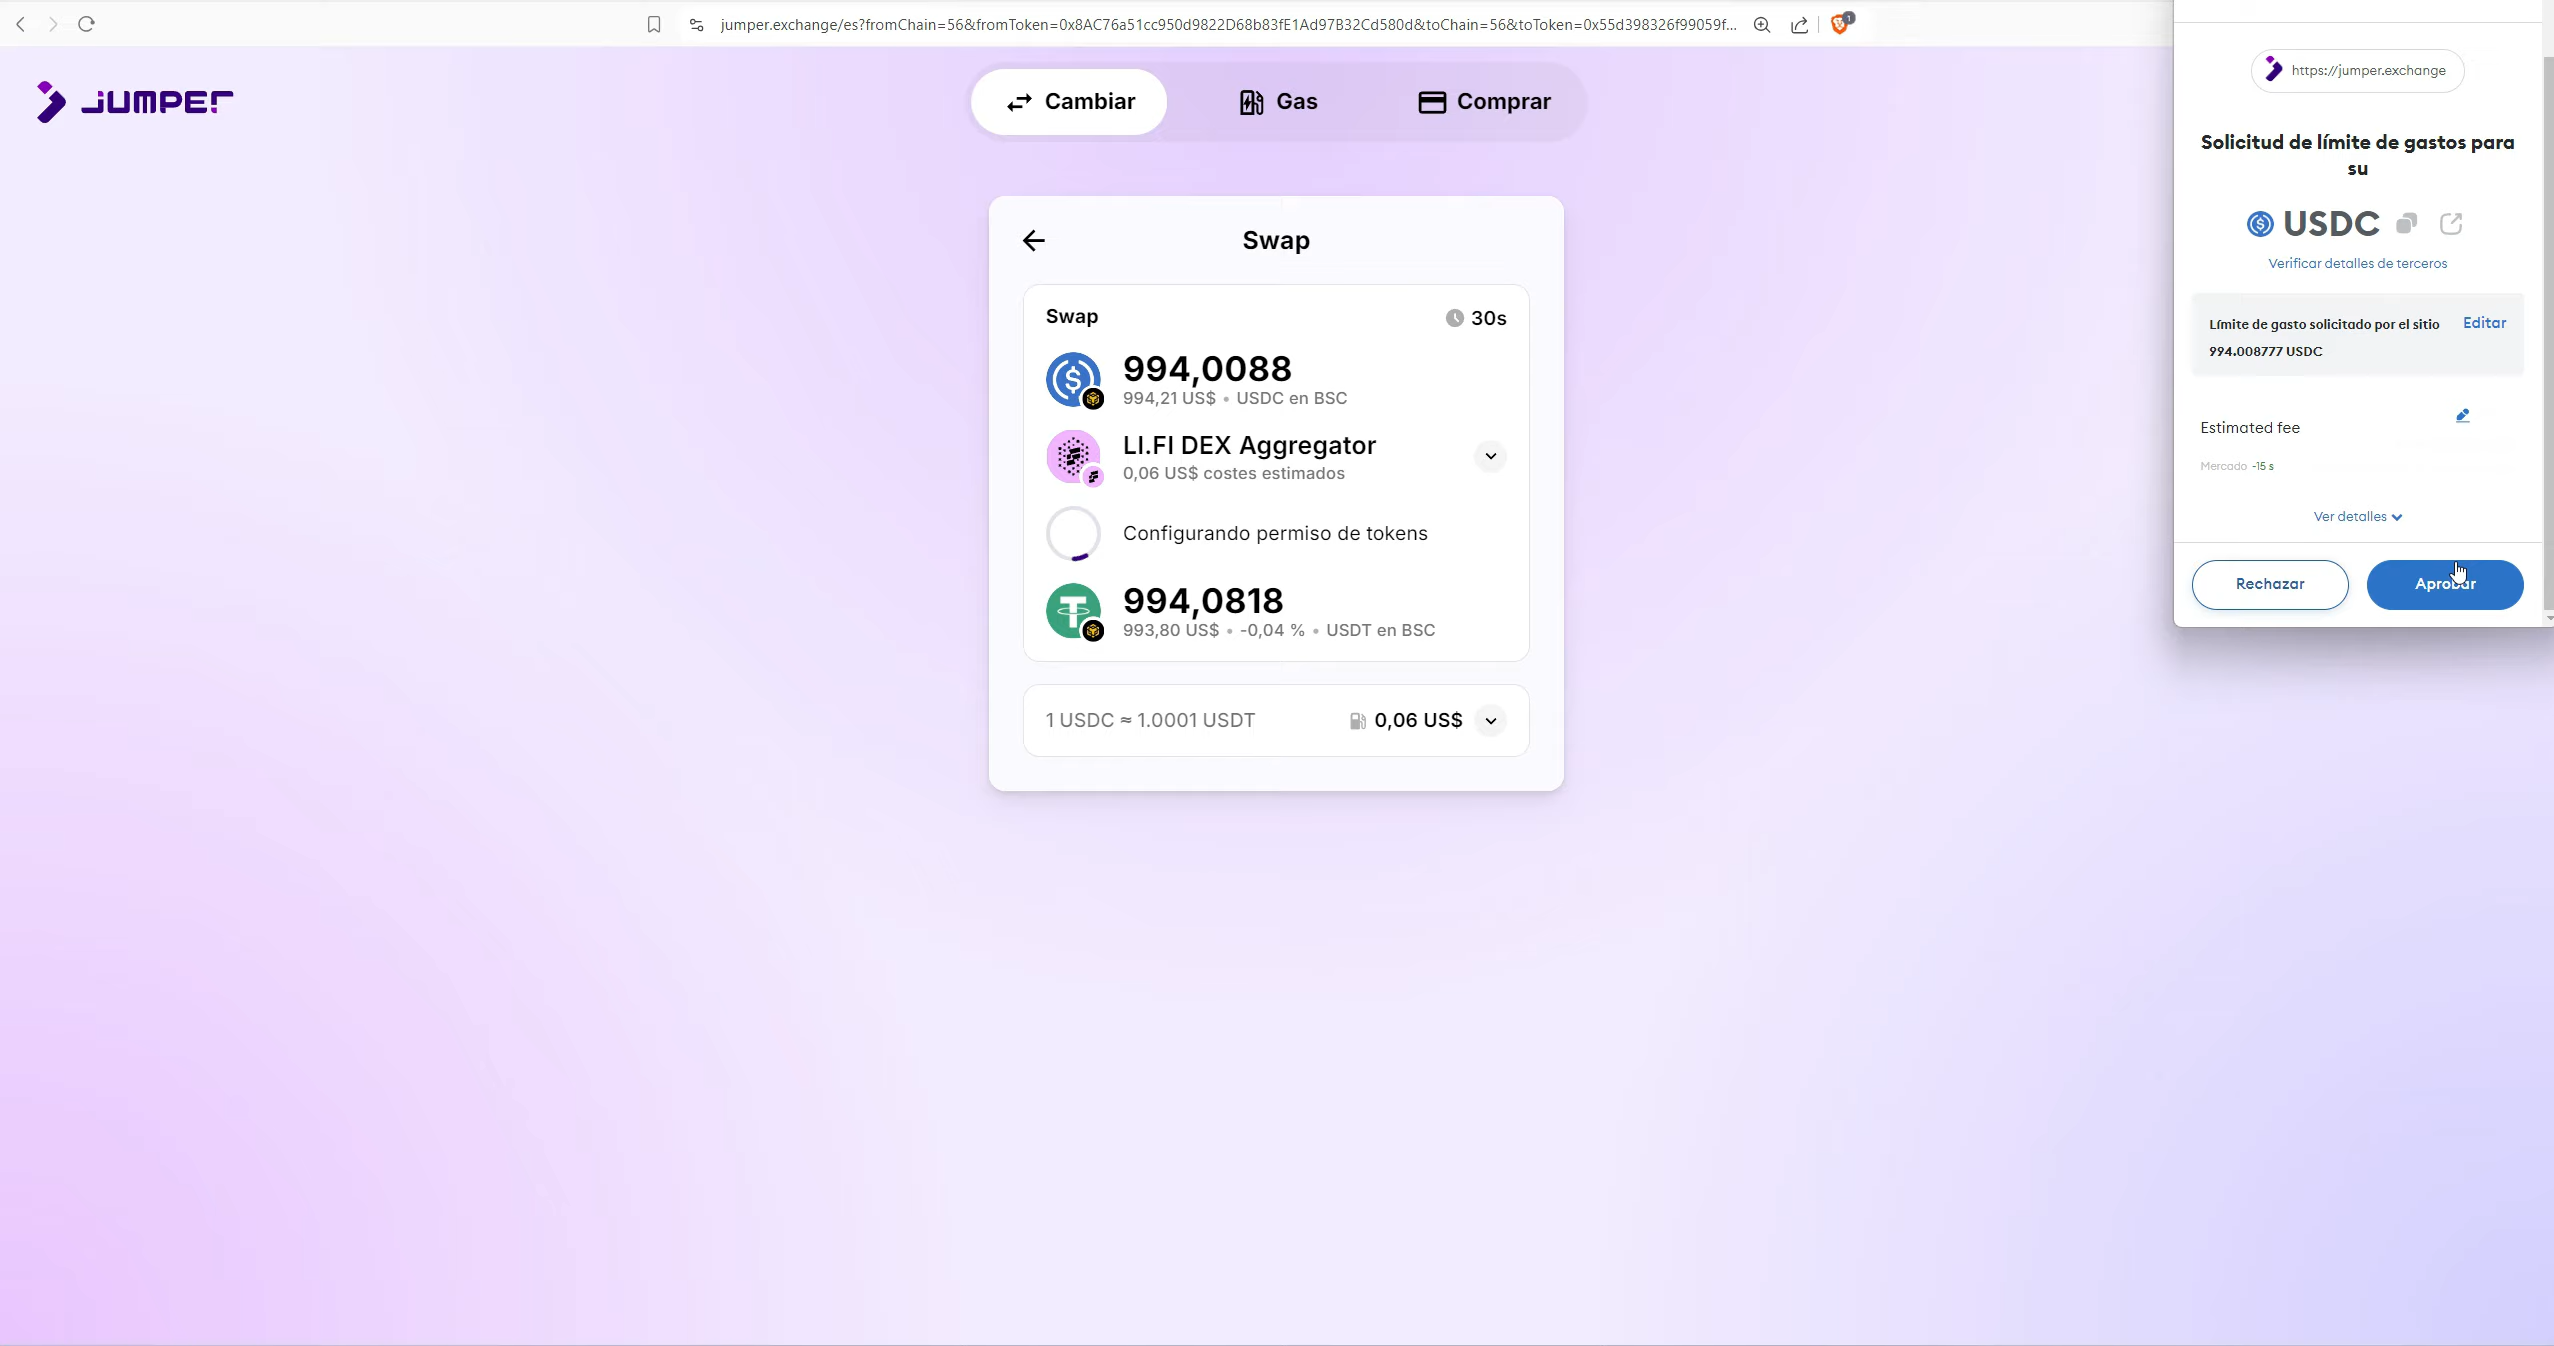 jumper.exchange/es?fromChain=56&fromToken=0x8AC76a51cc950d9822D68b83fE1Ad97B32Cd580d&toChain=56&toToken=0x55d398326f99059f...
1
JUMPER
Cambiar
Gas
Comprar
Swap
Swap
30s
994,0088
994,21 US$ • USDC en BSC
LI.FI DEX Aggregator
0,06 US$ costes estimados
Configurando permiso de tokens
994,0818
993,80 US$ • -0,04 % • USDT en BSC
1 USDC ≈ 1.0001 USDT
0,06 US$
https://jumper.exchange
Solicitud de límite de gastos para
su
USDC
Verificar detalles de terceros
Límite de gasto solicitado por el sitio
Editar
994.008777 USDC
Estimated fee
Mercado -15 s
Ver detalles
Rechazar
Aprobar